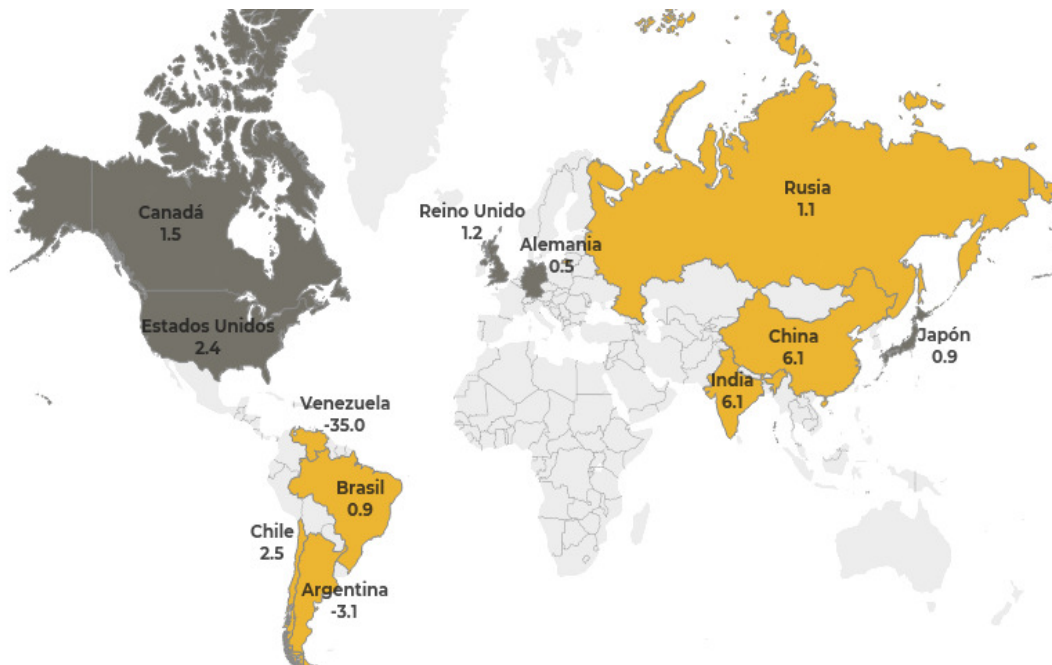 Canadá
1.5
Estados Unidos
2.4
Reino Unido
1.2
Alemania
0.5
Rusia
1.1
China
6.1
India
6.1
Japón
0.9
Venezuela
-35.0
Brasil
0.9
Chile
2.5
Argentina
-3.1